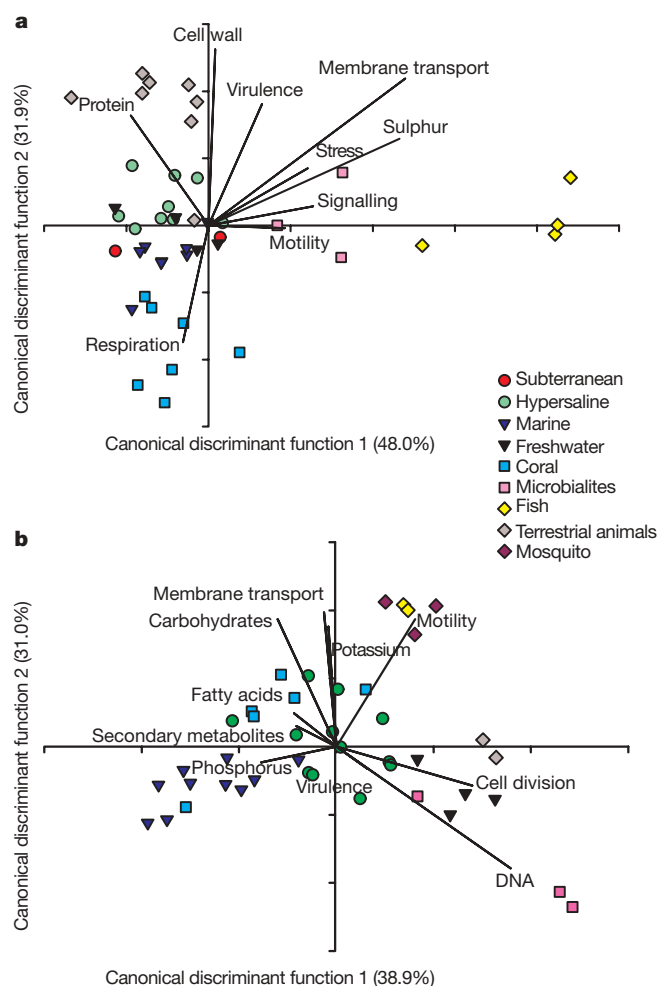 a
Cell wall
Membrane transport
Protein
Virulence
Sulphur
Stress
Signalling
Motility
Respiration
Canonical discriminant function 2 (31.9%)
Canonical discriminant function 1 (48.0%)
Subterranean
Hypersaline
Marine
Freshwater
Coral
Microbialites
Fish
Terrestrial animals
Mosquito
b
Membrane transport
Carbohydrates
Motility
Potassium
Fatty acids
Secondary metabolites
Phosphorus
Virulence
Cell division
DNA
Canonical discriminant function 2 (31.0%)
Canonical discriminant function 1 (38.9%)